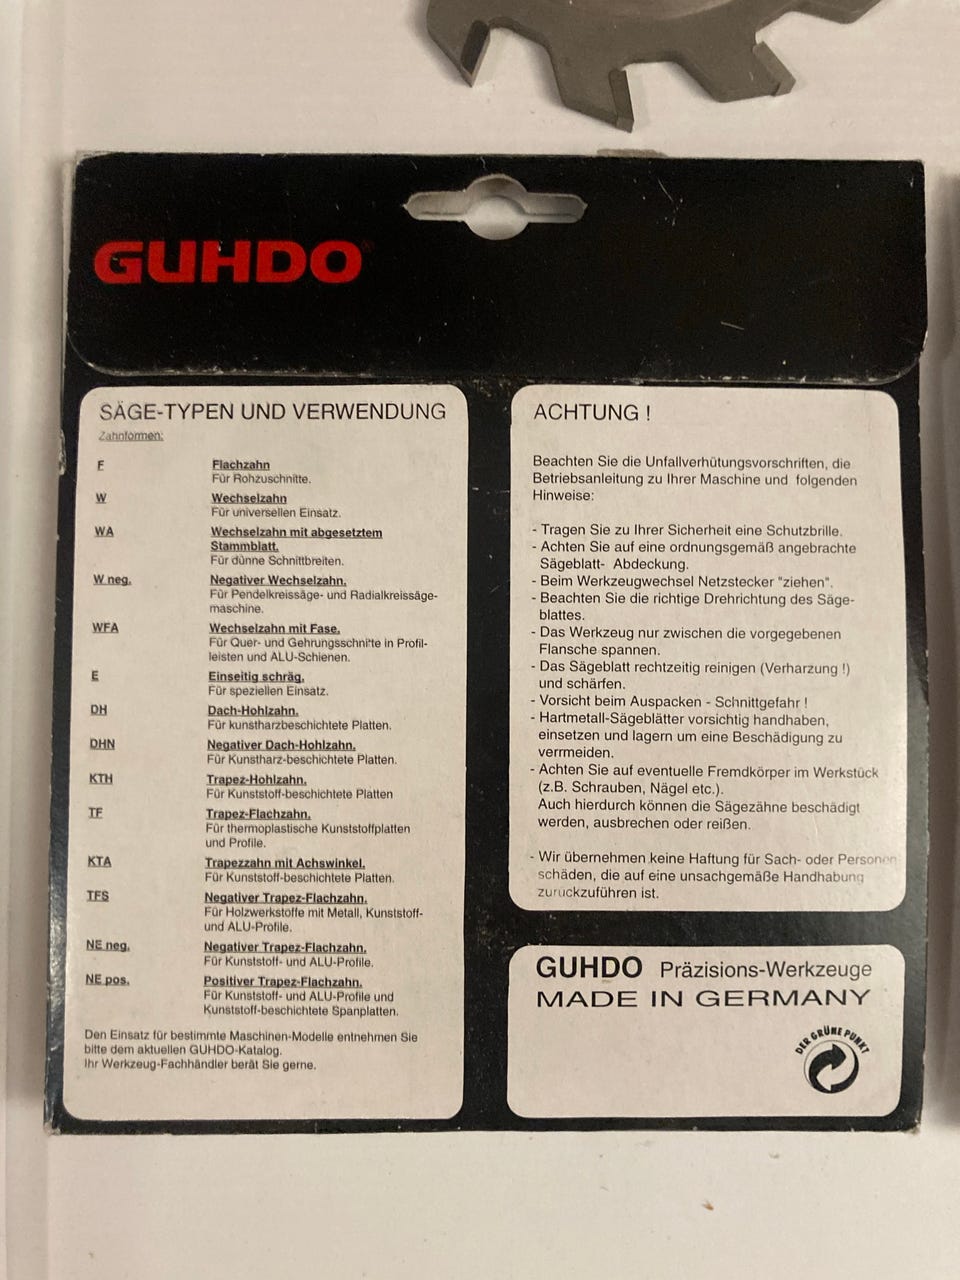 GUHDO®
SÄGE-TYPEN UND VERWENDUNG
Zahnformen:
F Flachzahn
Für Rohzuschnitte.
W Wechselzahn
Für universellen Einsatz.
WA Wechselzahn mit abgesetztem
Stammblatt.
Für dünne Schnittbreiten.
W neg. Negativer Wechselzahn.
Für Pendelkreissäge- und Radialkreissäge-
maschine.
WFA Wechselzahn mit Fase.
Für Quer- und Gehrungsschnitte in Profil-
leisten und ALU-Schienen.
E Einseitig schräg.
Für speziellen Einsatz.
DH Dach-Hohlzahn.
Für kunstharzbeschichtete Platten.
DHN Negativer Dach-Hohlzahn.
Für Kunstharz-beschichtete Platten.
KTH Trapez-Hohlzahn.
Für Kunststoff-beschichtete Platten
TF Trapez-Flachzahn.
Für thermoplastische Kunststoffplatten
und Profile.
KTA Trapezzahn mit Achswinkel.
Für Kunststoff-beschichtete Platten.
TFS Negativer Trapez-Flachzahn.
Für Holzwerkstoffe mit Metall, Kunststoff-
und ALU-Profile.
NE neg. Negativer Trapez-Flachzahn.
Für Kunststoff- und ALU-Profile.
NE pos. Positiver Trapez-Flachzahn.
Für Kunststoff- und ALU-Profile und
Kunststoff-beschichtete Spanplatten.
Den Einsatz für bestimmte Maschinen-Modelle entnehmen Sie
bitte dem aktuellen GUHDO-Katalog.
Ihr Werkzeug-Fachhändler berät Sie gerne.
ACHTUNG !
Beachten Sie die Unfallverhütungsvorschriften, die
Betriebsanleitung zu Ihrer Maschine und folgenden
Hinweise:
- Tragen Sie zu Ihrer Sicherheit eine Schutzbrille.
- Achten Sie auf eine ordnungsgemäß angebrachte
Sägeblatt- Abdeckung.
- Beim Werkzeugwechsel Netzstecker "ziehen".
- Beachten Sie die richtige Drehrichtung des Säge-
blattes.
- Das Werkzeug nur zwischen die vorgegebenen
Flansche spannen.
- Das Sägeblatt rechtzeitig reinigen (Verharzung !)
und schärfen.
- Vorsicht beim Auspacken - Schnittgefahr !
- Hartmetall-Sägeblätter vorsichtig handhaben,
einsetzen und lagern um eine Beschädigung zu
verrmeiden.
- Achten Sie auf eventuelle Fremdkörper im Werkstück
(z.B. Schrauben, Nägel etc.).
Auch hierdurch können die Sägezähne beschädigt
werden, ausbrechen oder reißen.
- Wir übernehmen keine Haftung für Sach- oder Personen
schäden, die auf eine unsachgemäße Handhabung
zurückzuführen ist.
GUHDO Präzisions-Werkzeuge
MADE IN GERMANY
DER GRÜNE PUNKT